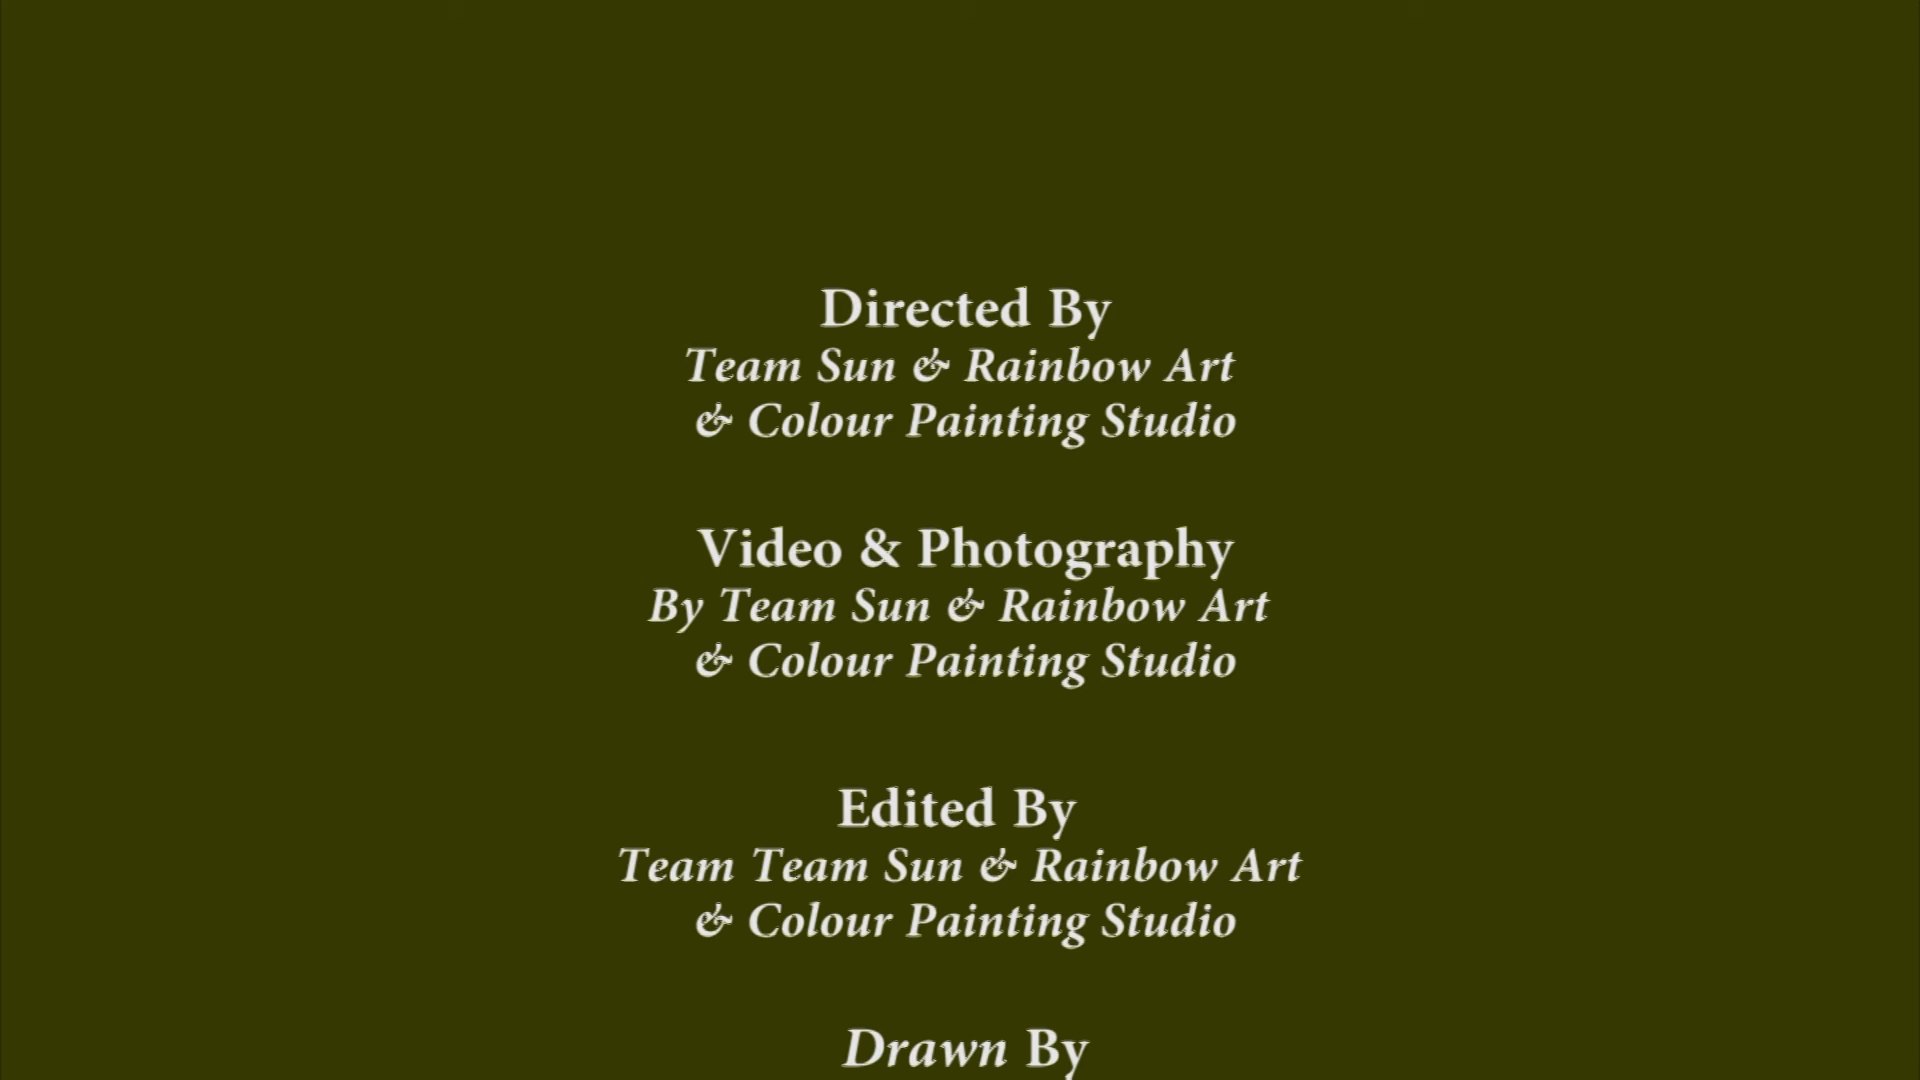 Directed By
Team Sun & Rainbow Art
& Colour Painting Studio
Video & Photography
By Team Sun & Rainbow Art
& Colour Painting Studio
Edited By
Team Team Sun & Rainbow Art
& Colour Painting Studio
Drawn By